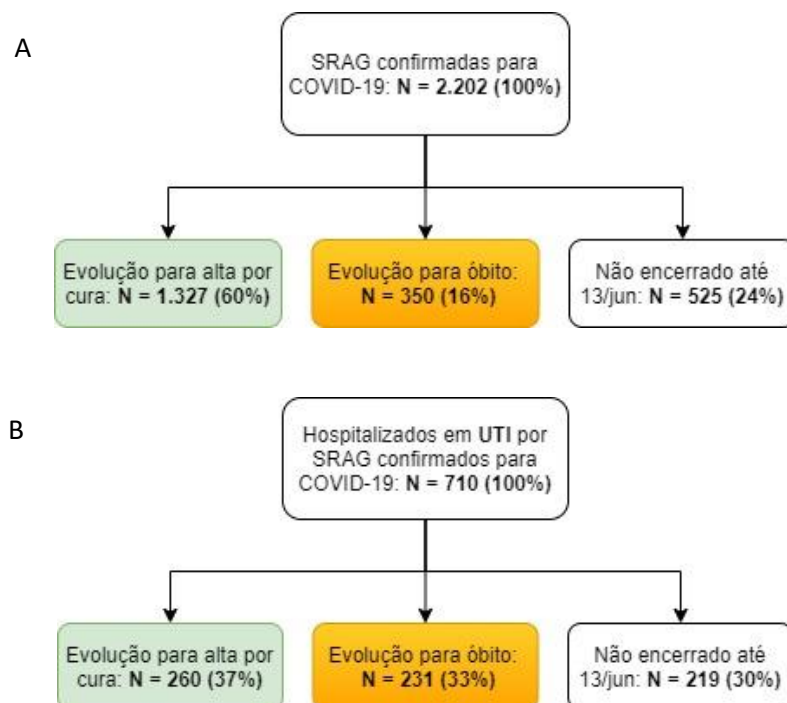 A
SRAG confirmadas para
COVID-19: N = 2.202 (100%)
Evolução para alta por
cura: N = 1.327 (60%)
Evolução para óbito:
N = 350 (16%)
Não encerrado até
13/jun: N = 525 (24%)
B
Hospitalizados em UTI por
SRAG confirmados para
COVID-19: N = 710 (100%)
Evolução para alta por
cura: N = 260 (37%)
Evolução para óbito:
N = 231 (33%)
Não encerrado até
13/jun: N = 219 (30%)